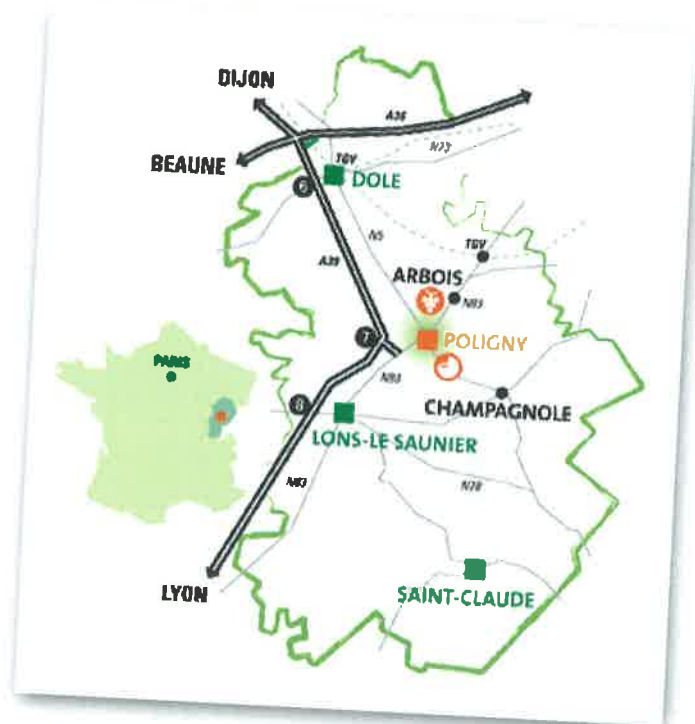 DIJON
A36
BEAUNE
TGV
N73
DOLE
N5
A39
TGV
ARBOIS
N83
7
POLIGNY
PARIS
N83
8
CHAMPAGNOLE
LONS-LE SAUNIER
N83
N78
LYON
SAINT-CLAUDE